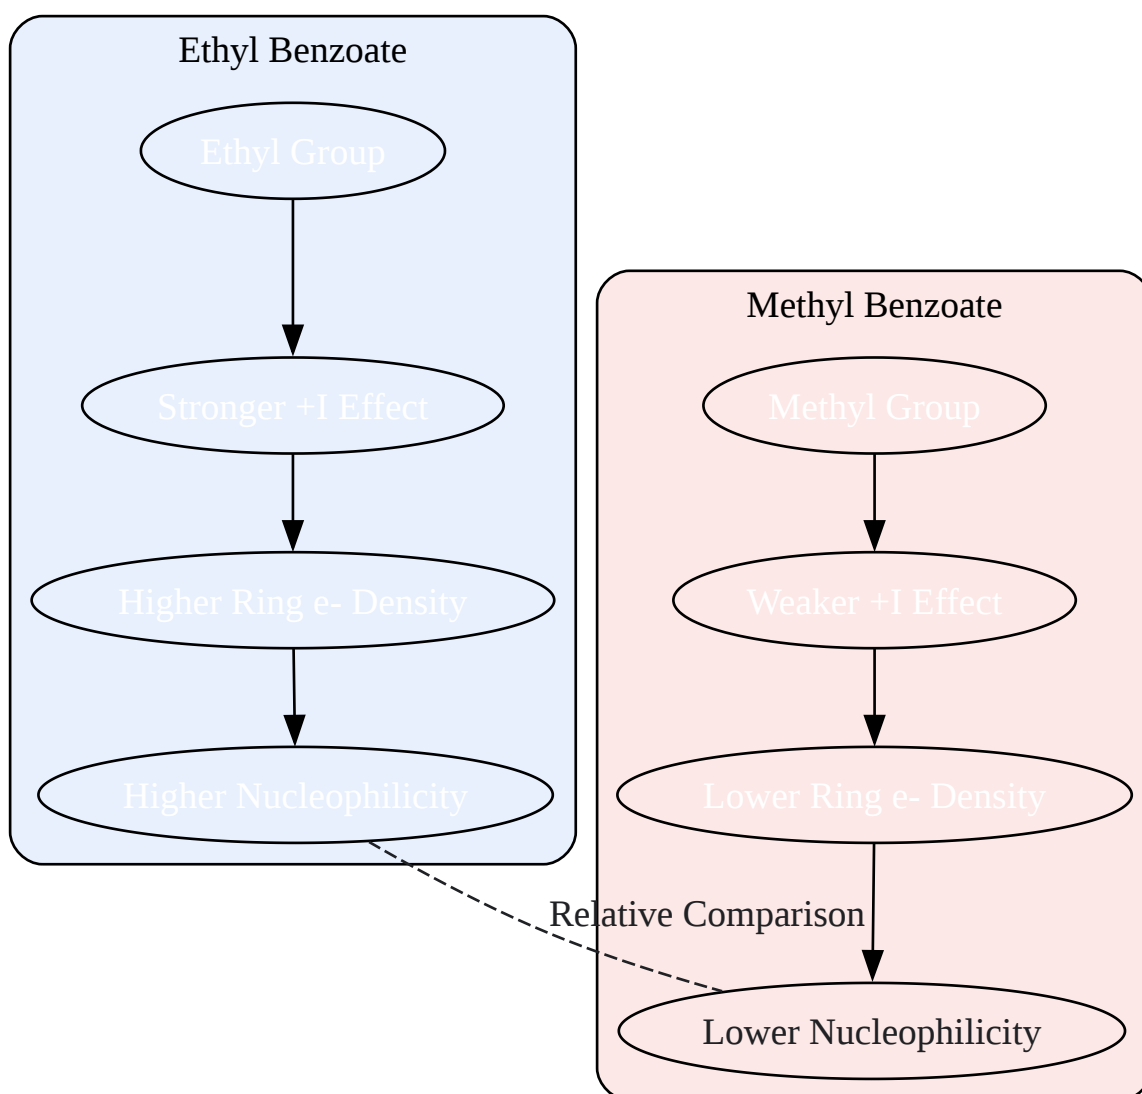 Ethyl Benzoate
Ethyl Group
Stronger +I Effect
Higher Ring e- Density
Higher Nucleophilicity
Methyl Benzoate
Methyl Group
Weaker +I Effect
Lower Ring e- Density
Relative Comparison
Lower Nucleophilicity